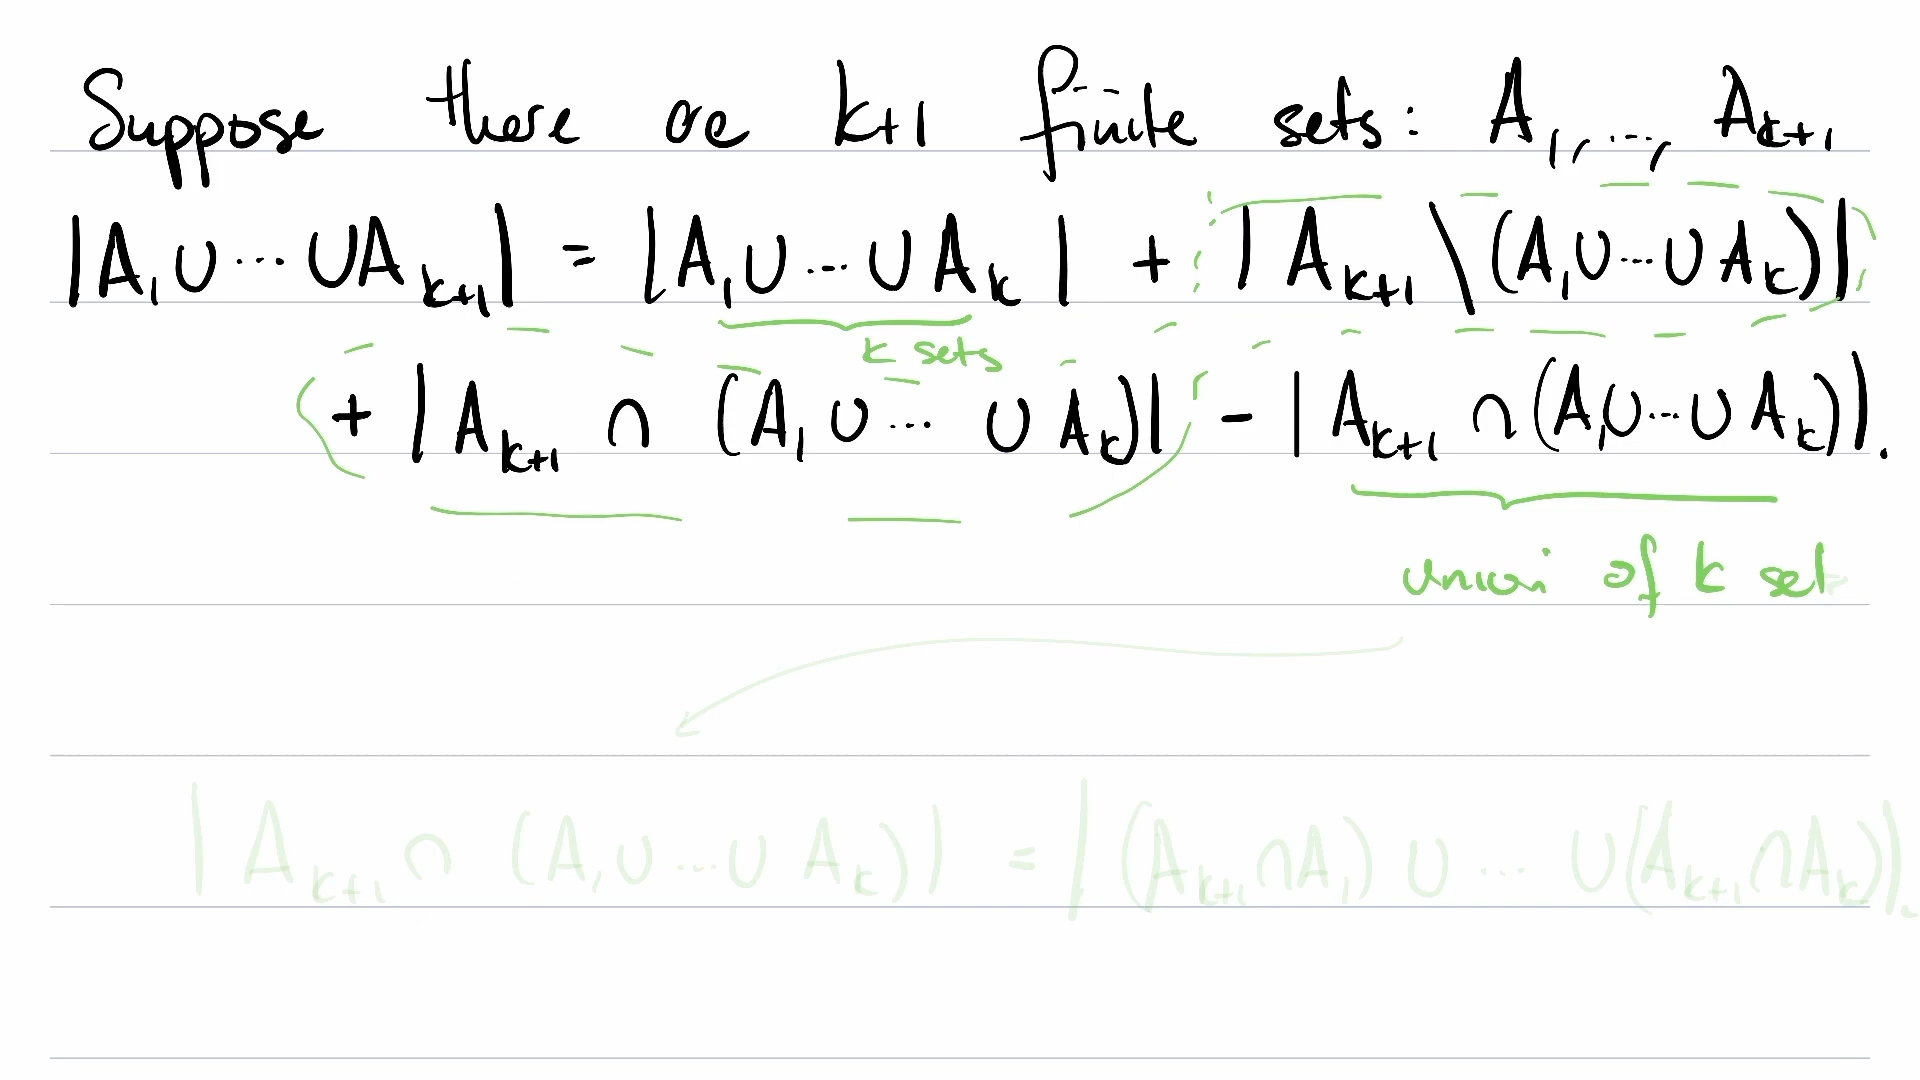 Suppose there are k+1 finite sets: A₁, ..., Aₖ₊₁
|A₁ ∪ ··· ∪ Aₖ₊₁| = |A₁ ∪ ··· ∪ Aₖ| + |Aₖ₊₁ \ (A₁ ∪ ··· ∪ Aₖ)|
k sets
+ |Aₖ₊₁ ∩ (A₁ ∪ ··· ∪ Aₖ)| - |Aₖ₊₁ ∩ (A₁ ∪ ··· ∪ Aₖ)|.
union of k set
|Aₖ₊₁ ∩ (A₁ ∪ ··· ∪ Aₖ)| = |(Aₖ₊₁ ∩ A₁) ∪ ··· ∪ (Aₖ₊₁ ∩ Aₖ)|.